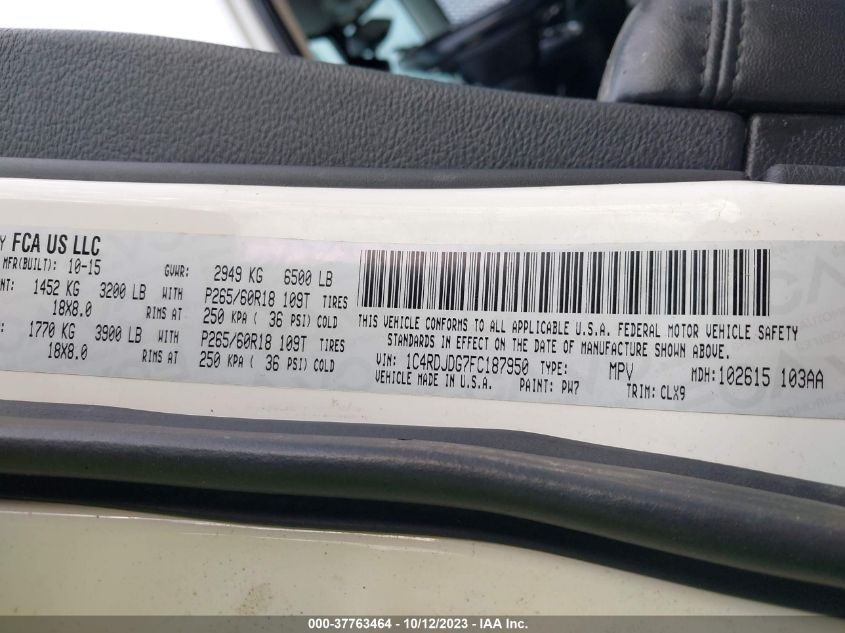 Y FCA US LLC
MFR(BUILT): 10-15 GVWR: 2949 KG 6500 LB
NT: 1452 KG 3200 LB WITH P265/60R18 109T TIRES
18X8.0 RIMS AT 250 KPA ( 36 PSI) COLD
: 1770 KG 3900 LB WITH P265/60R18 109T TIRES
18X8.0 RIMS AT 250 KPA ( 36 PSI) COLD
THIS VEHICLE CONFORMS TO ALL APPLICABLE U.S.A. FEDERAL MOTOR VEHICLE SAFETY
STANDARDS IN EFFECT ON THE DATE OF MANUFACTURE SHOWN ABOVE.
VIN: 1C4RDJDG7FC187950 TYPE: MPV MDH: 102615 103AA
VEHICLE MADE IN U.S.A. PAINT: PW7 TRIM: CLX9
000-37763464 - 10/12/2023 - IAA Inc.